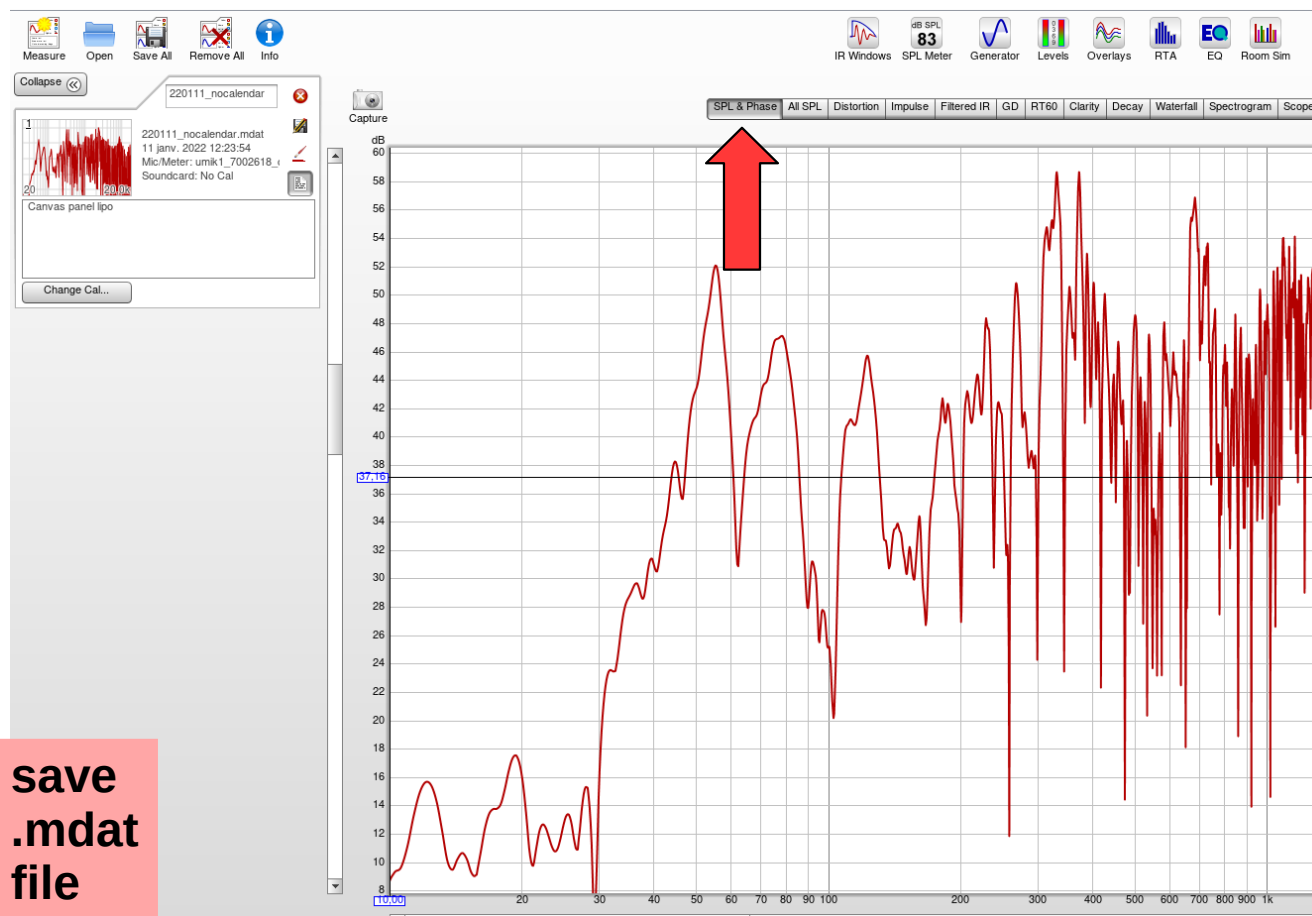 dB SPL
83
Measure Open Save All Remove All Info
IR Windows SPL Meter Generator Levels Overlays RTA EQ Room Sim
Collapse
220111_nocalendar
Capture
SPL & Phase All SPL Distortion Impulse Filtered IR GD RT60 Clarity Decay Waterfall Spectrogram Scope
1
20 20,0k
220111_nocalendar.mdat
11 janv. 2022 12:23:54
Mic/Meter: umik1_7002618_
Soundcard: No Cal
Canvas panel lipo
Change Cal...
dB
60
58
56
54
52
50
48
46
44
42
40
38
37,16
36
34
32
30
28
26
24
22
20
18
16
14
12
10
8
10,00 20 30 40 50 60 70 80 90 100 200 300 400 500 600 700 800 900 1k
save
.mdat
file